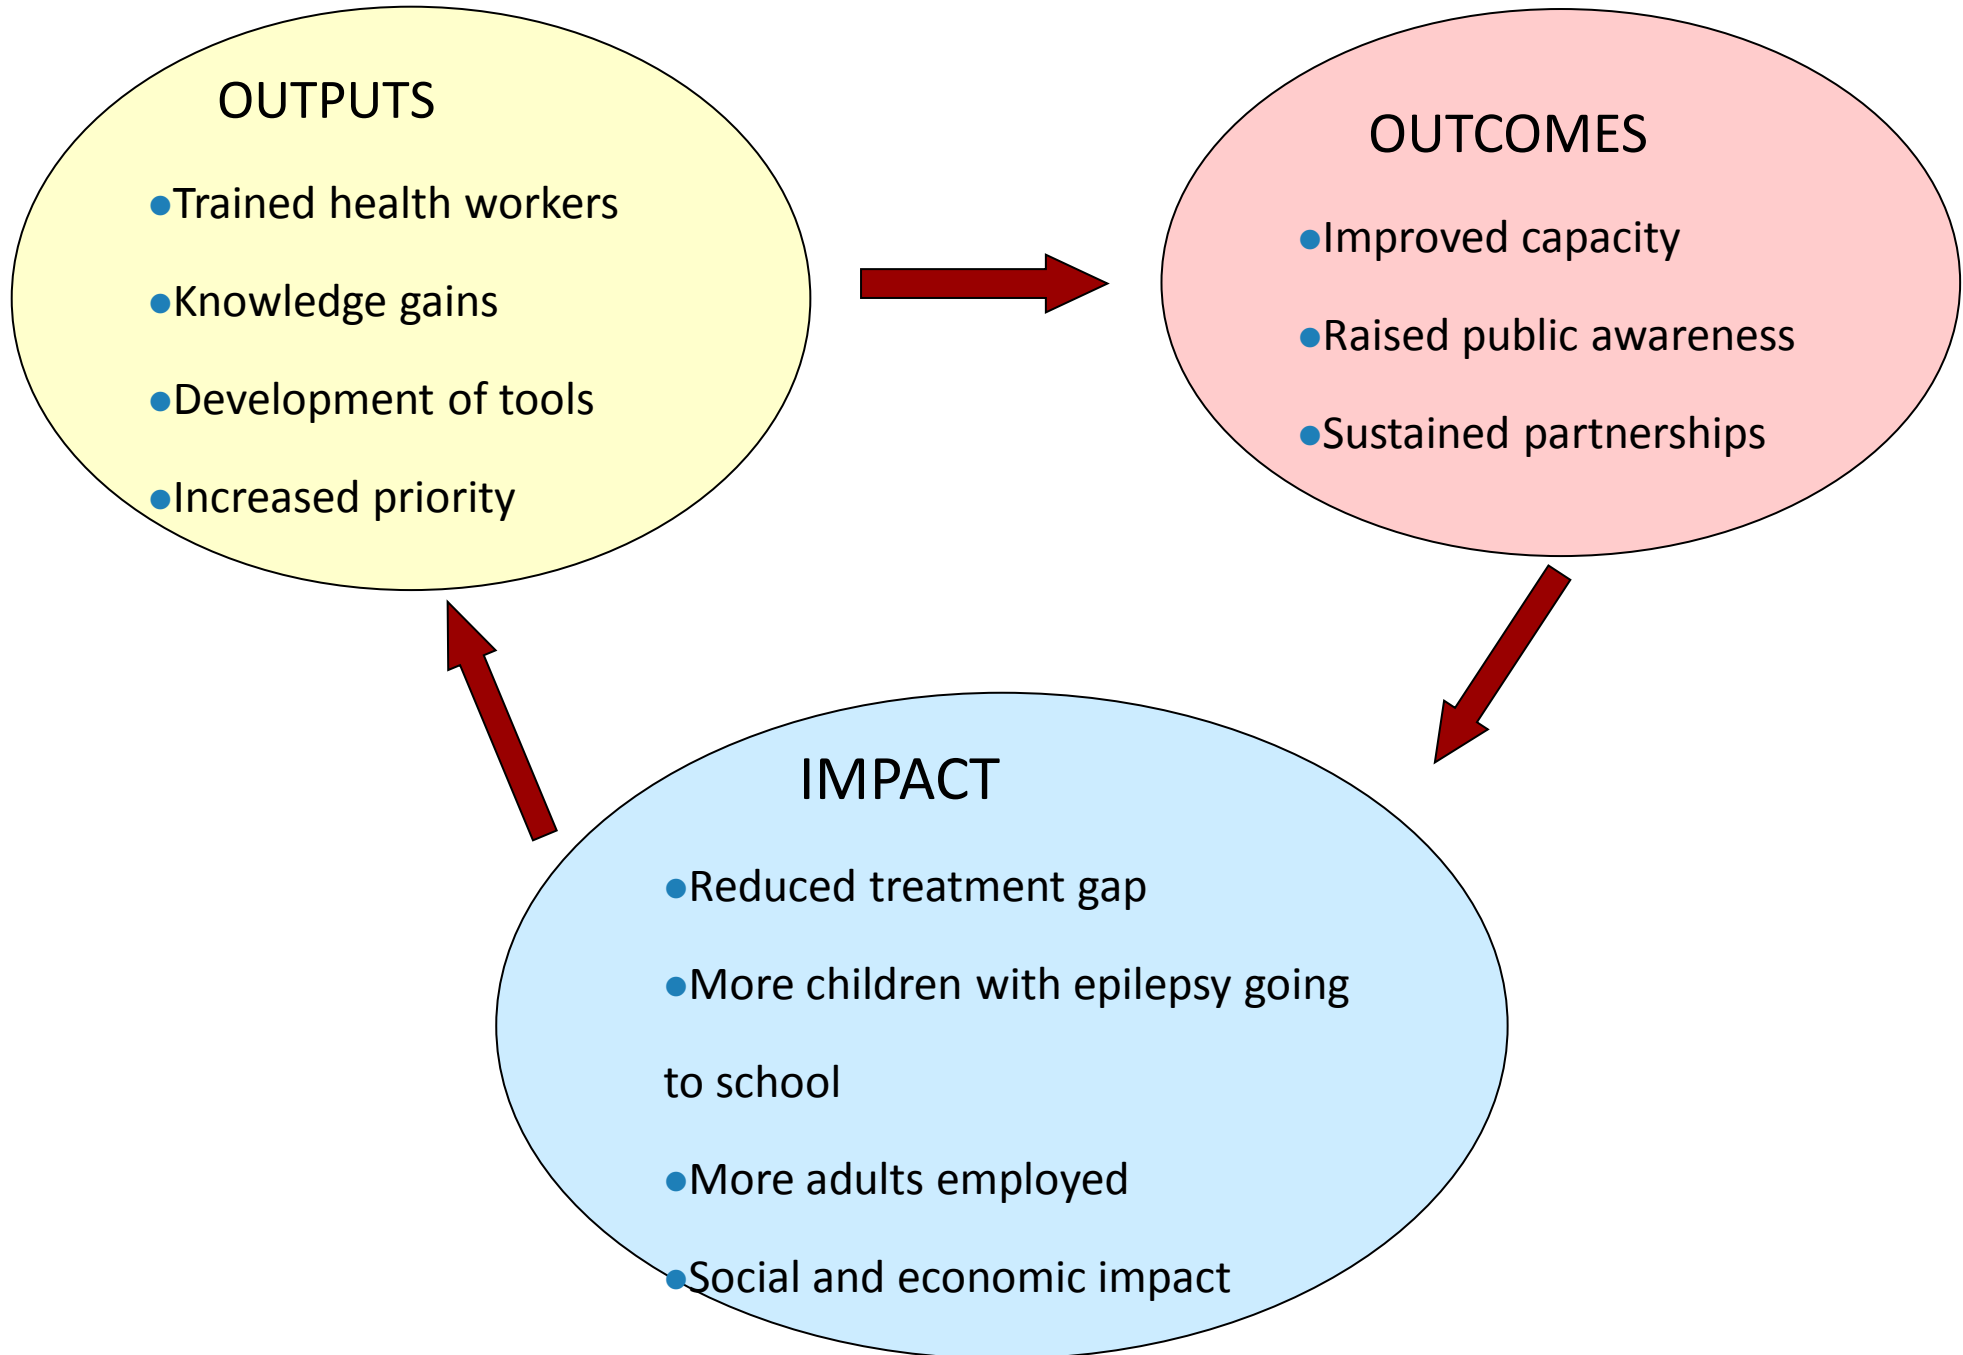 OUTPUTS
●Trained health workers
●Knowledge gains
●Development of tools
●Increased priority
OUTCOMES
●Improved capacity
●Raised public awareness
●Sustained partnerships
IMPACT
●Reduced treatment gap
●More children with epilepsy going
to school
●More adults employed
●Social and economic impact